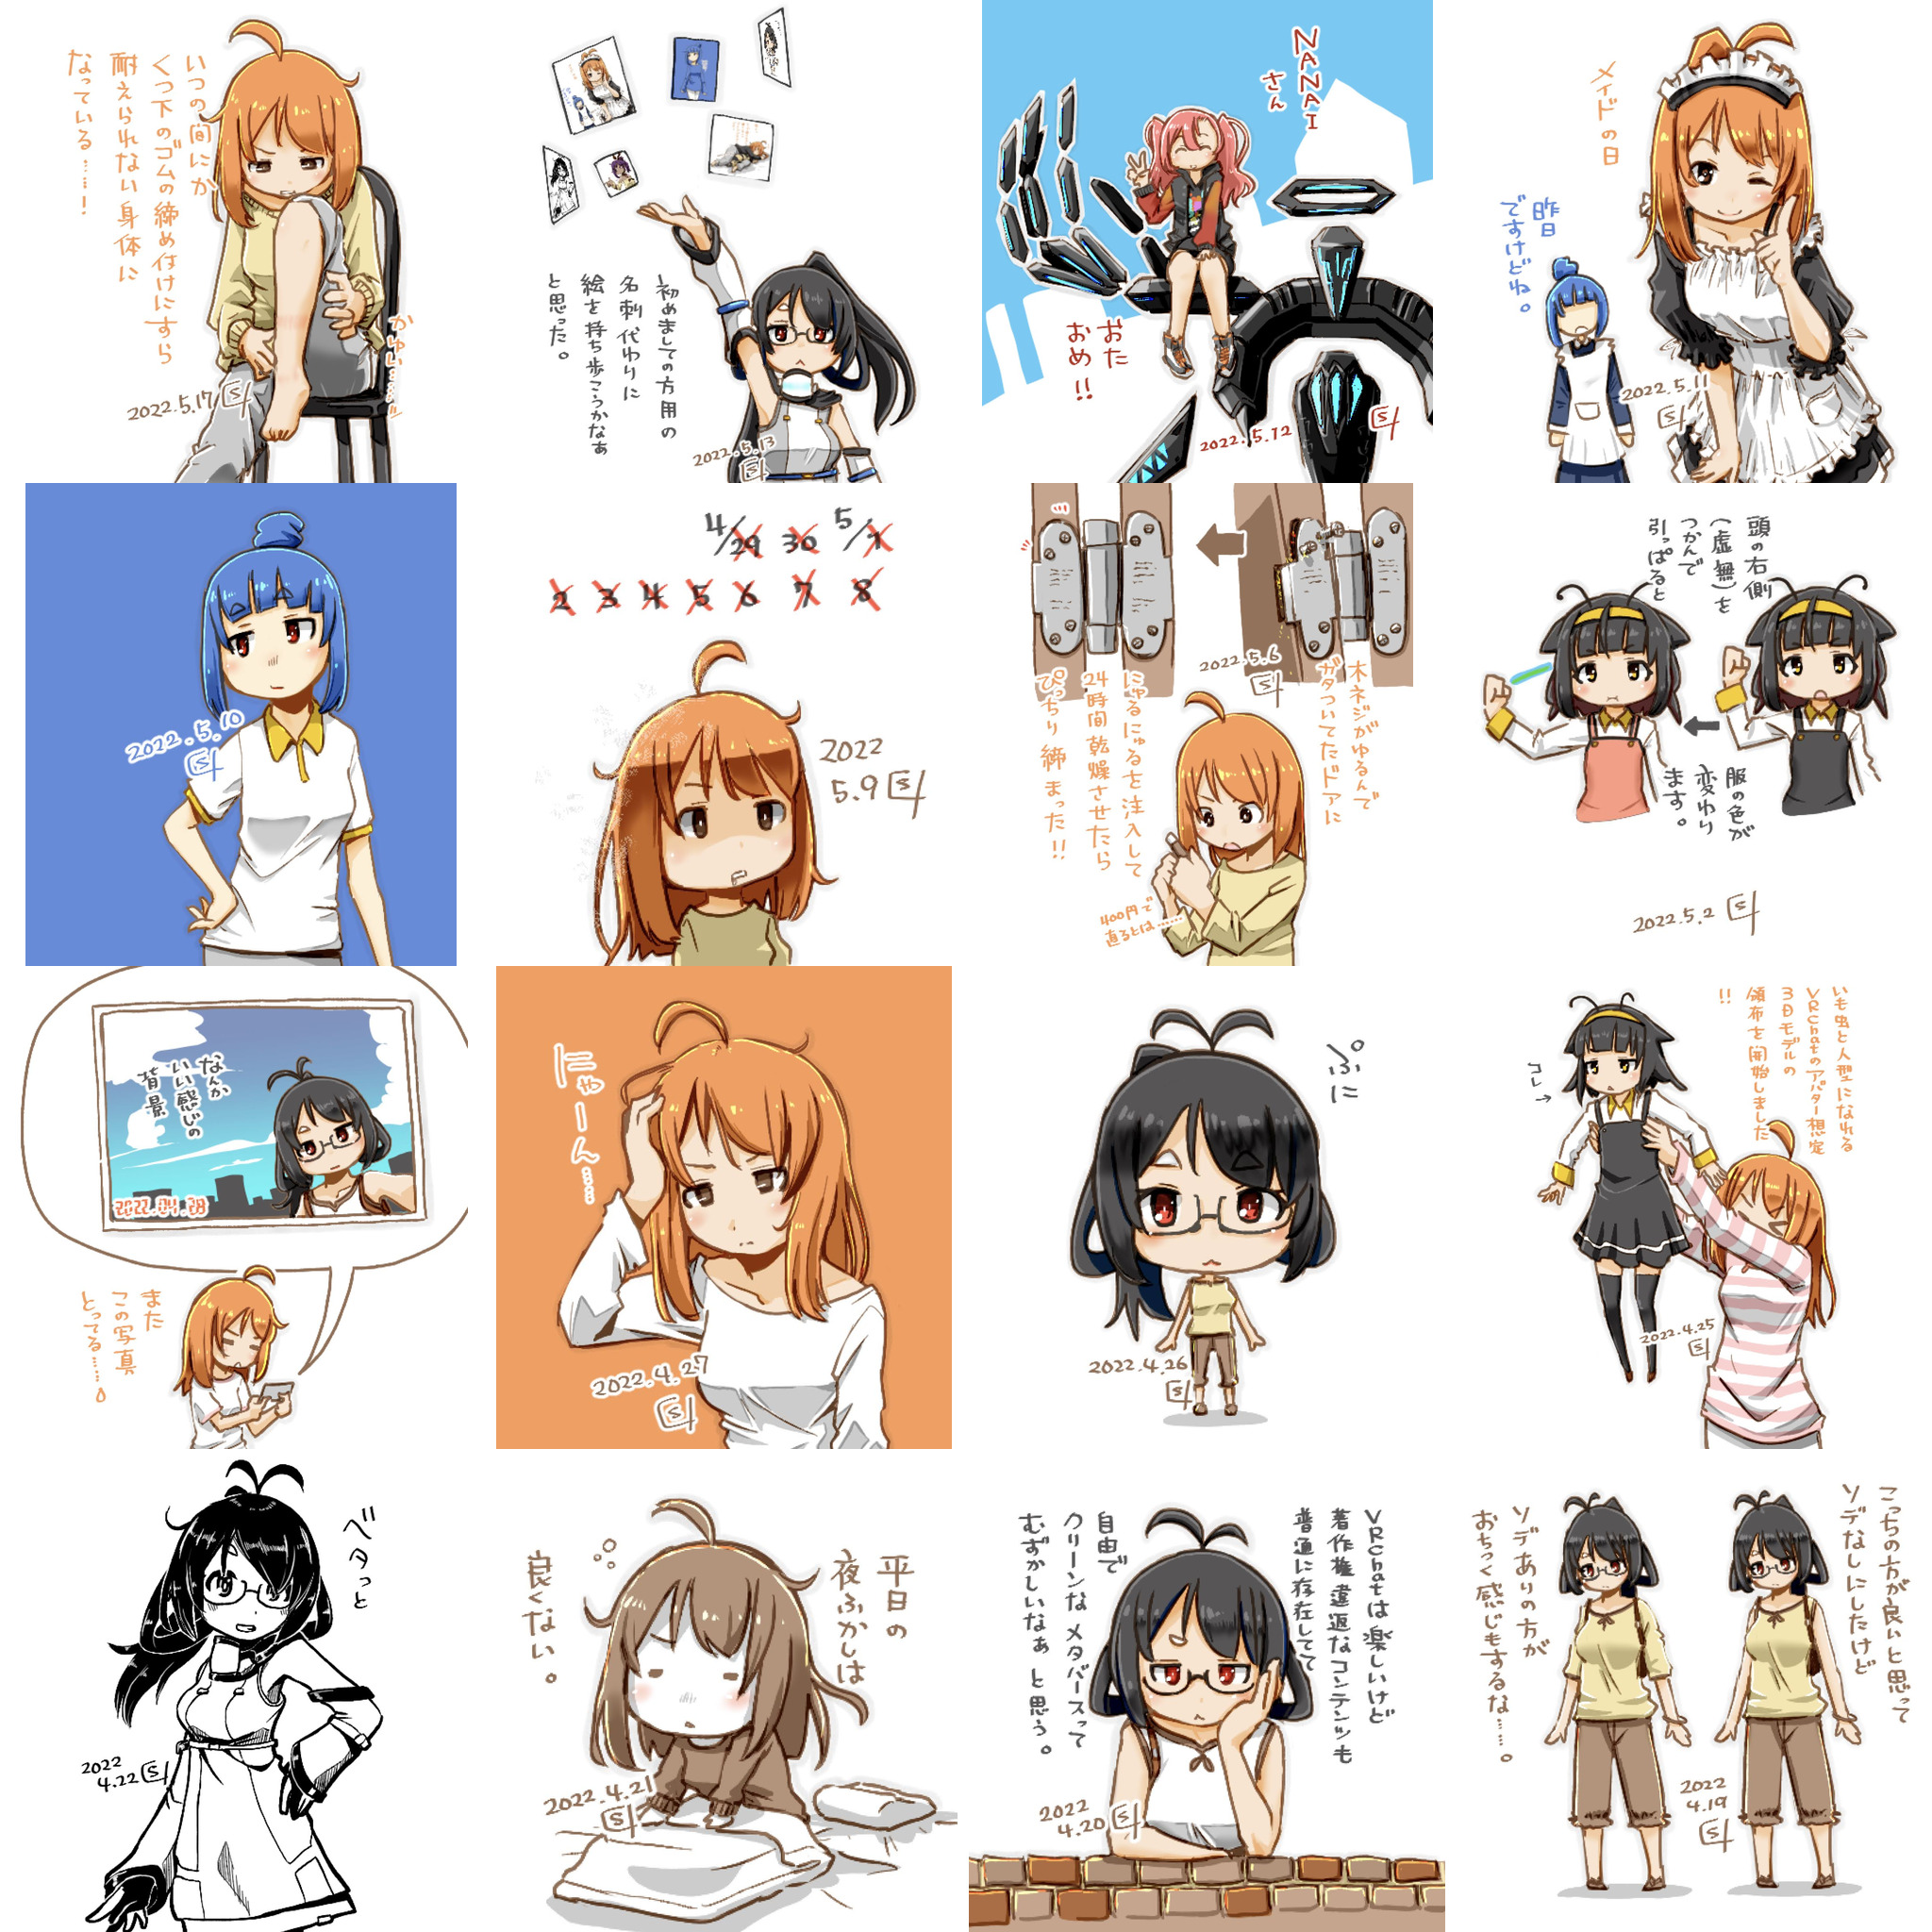 いつの間にか
くつ下のゴムの締め付けにすら
耐えられない身体に
なっている……！
かゆい……
2022.5.17
初めましての方用の
名刺代わりに
絵を持ち歩こうかなぁ
と思った。
2022.5.13
NANAI
さん
おた
おめ!!
2022.5.12
メイドの日
昨日
ですけどね。
2022.5.11
2022.5.10
4/29 30 5/1
2 3 4 5 6 7 8
2022
5.9
2022.5.6
木ネジがゆるんで
ガタついてたドアに
にゅるにゅるを注入して
24時間乾燥させたら
ぴっちり締まった!!
400円で
直るとは……
頭の右側
(虚無)を
つかんで
引っぱると
服の色が
変わり
ます。
2022.5.2
なんか
いい感じの
背景
2022.04.28
また
この写真
とってる……。
にゃーん……
2022.4.27
ぷに
2022.4.26
いも虫と人型になれる
VRChatのアバター想定
3Dモデルの
頒布を開始しました
!!
コレ→
2022.4.25
ベタっと
2022
4.22
平日の
夜ふかしは
良くない。
2022.4.21
VRChatは楽しいけど
著作権違反なコンテンツも
普通に存在してて
自由で
クリーンなメタバースって
むずかしいなぁと思う。
2022
4.20
こっちの方が良いと思って
ソデなしにしたけど
ソデありの方が
おちつく感じもするな……。
2022
4.19